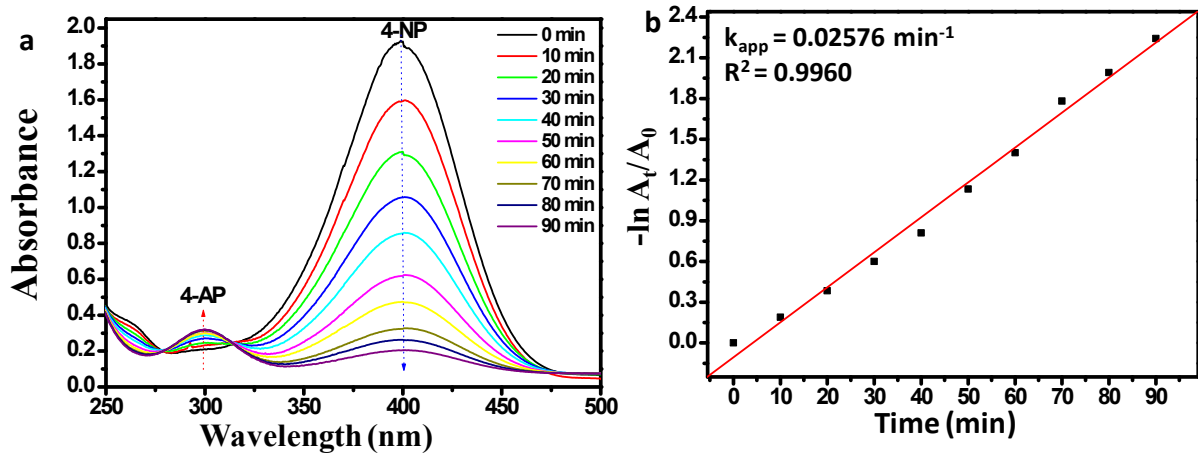 a
Absorbance
2.0
1.8
1.6
1.4
1.2
1.0
0.8
0.6
0.4
0.2
0.0
4-NP
4-AP
0 min
10 min
20 min
30 min
40 min
50 min
60 min
70 min
80 min
90 min
250 300 350 400 450 500
Wavelength (nm)
b
-ln Aₜ/A₀
2.4
2.1
1.8
1.5
1.2
0.9
0.6
0.3
0.0
kₐₚₚ = 0.02576 min⁻¹
R² = 0.9960
0 10 20 30 40 50 60 70 80 90
Time (min)